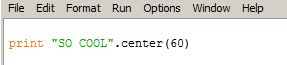 File Edit Format Run Options Window Help
print "SO COOL".center(60)